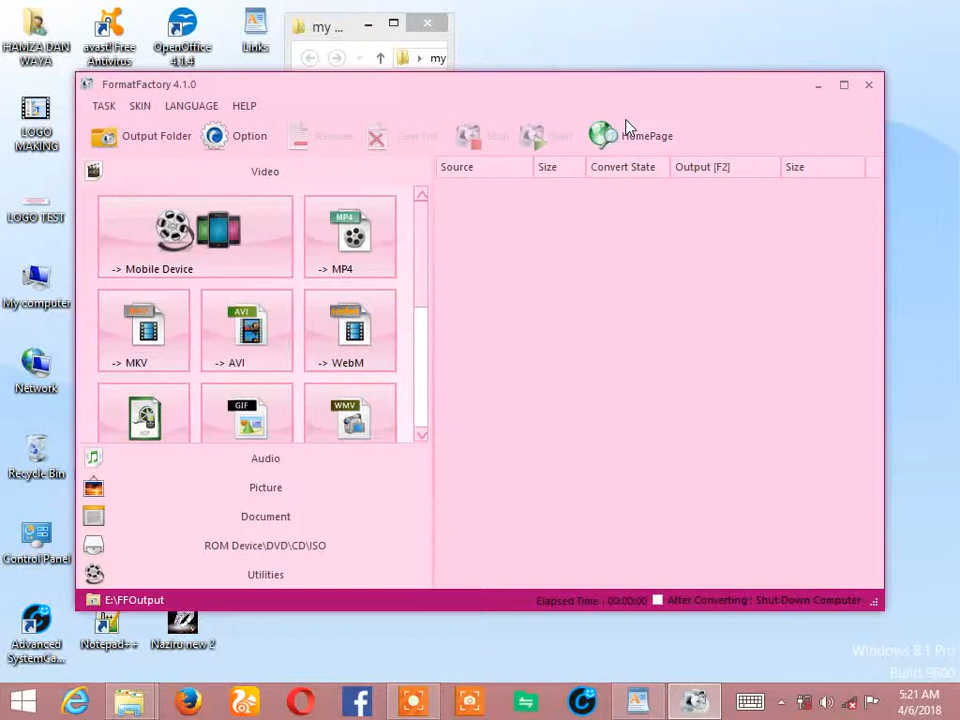 HAMZA DAN WAYA
avast! Free Antivirus
OpenOffice 4.1.4
Links
my ...
my
LOGO MAKING
LOGO TEST
My computer
Network
Recycle Bin
Control Panel
Advanced SystemCa...
Notepad++
Naziru new 2
FormatFactory 4.1.0
TASK SKIN LANGUAGE HELP
Output Folder Option Remove Clear List Stop Start HomePage
Video
Source Size Convert State Output [F2] Size
-> Mobile Device
MP4
-> MP4
-> MKV
AVI
-> AVI
-> WebM
GIF
WMV
Audio
Picture
Document
ROM Device\DVD\CD\ISO
Utilities
E:\FFOutput
Elapsed Time : 00:00:00
After Converting : Shut Down Computer
Windows 8.1 Pro
Build 9600
5:21 AM
4/6/2018